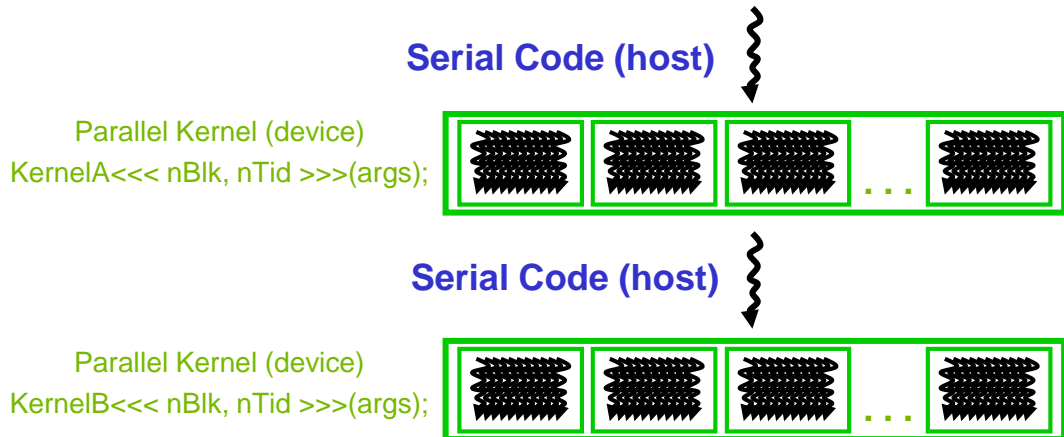 Serial Code (host)
Parallel Kernel (device)
KernelA<<< nBlk, nTid >>>(args);
. . .
Serial Code (host)
Parallel Kernel (device)
KernelB<<< nBlk, nTid >>>(args);
. . .